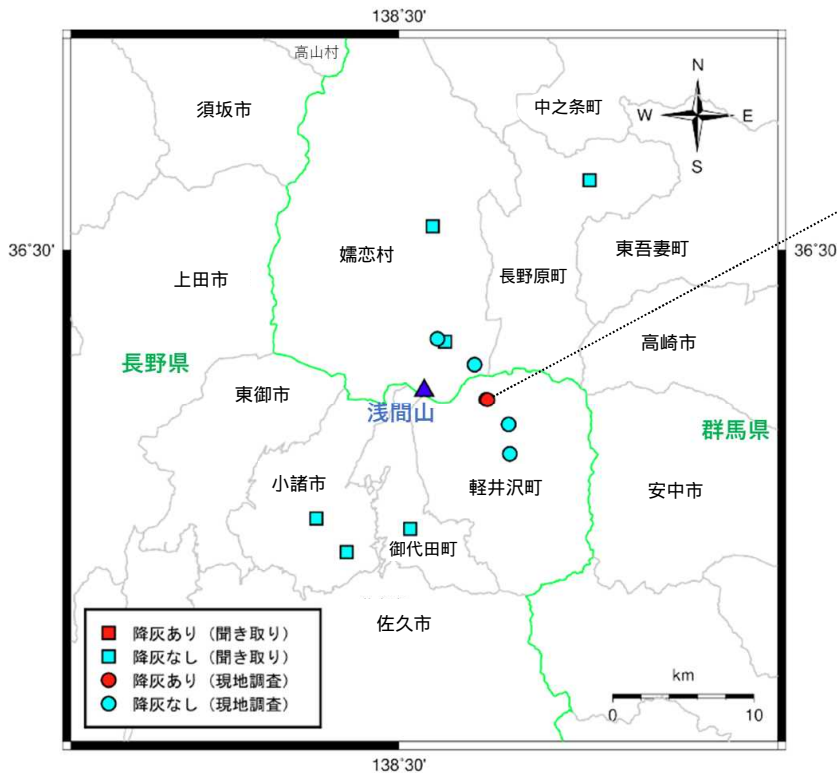 138˚30'
高山村
須坂市
中之条町
N
W
E
S
36˚30'
36˚30
嬬恋村
長野原町
東吾妻町
上田市
長野県
高崎市
東御市
浅間山
群馬県
小諸市
軽井沢町
安中市
御代田町
佐久市
降灰あり（聞き取り）
降灰なし（聞き取り）
降灰あり（現地調査）
降灰なし（現地調査）
km
0
10
138˚30'